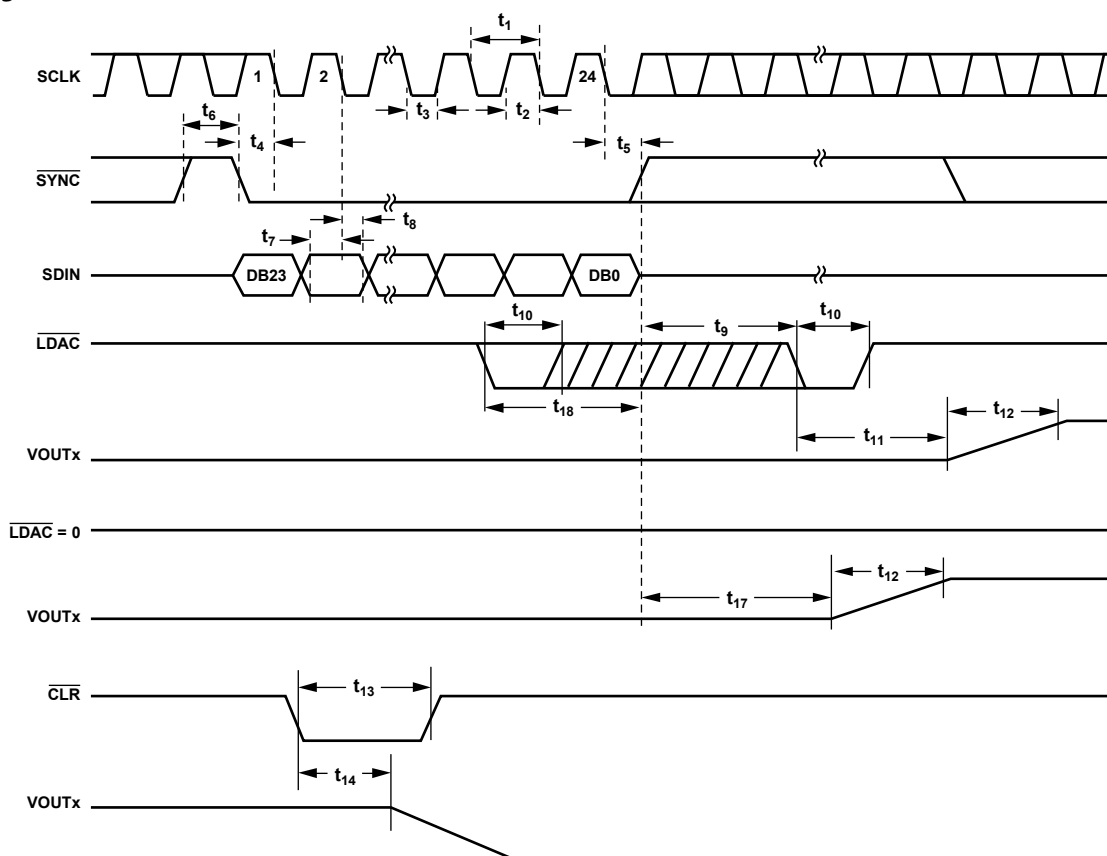 t1
SCLK
1
2
24
t3
t2
t6
t4
t5
SYNC
t8
t7
SDIN
DB23
DB0
t10
t9
t10
LDAC
t18
t12
t11
VOUTx
LDAC = 0
t12
t17
VOUTx
t13
CLR
t14
VOUTx